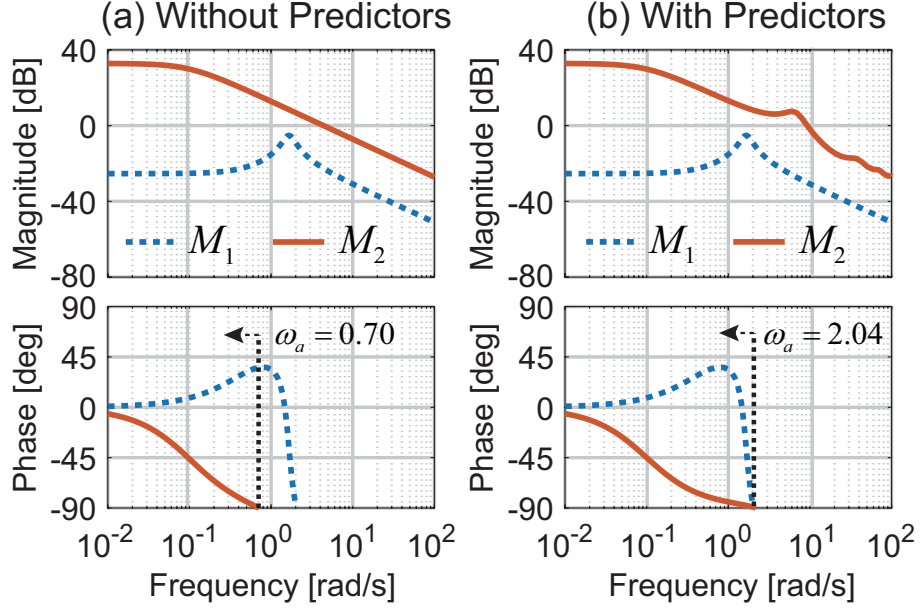 (a) Without Predictors
(b) With Predictors
Magnitude [dB]
40
0
-40
-80
M₁
M₂
Magnitude [dB]
40
0
-40
-80
M₁
M₂
Phase [deg]
90
45
0
-45
-90
ωₐ = 0.70
10⁻² 10⁻¹ 10⁰ 10¹ 10²
Frequency [rad/s]
Phase [deg]
90
45
0
-45
-90
ωₐ = 2.04
10⁻² 10⁻¹ 10⁰ 10¹ 10²
Frequency [rad/s]